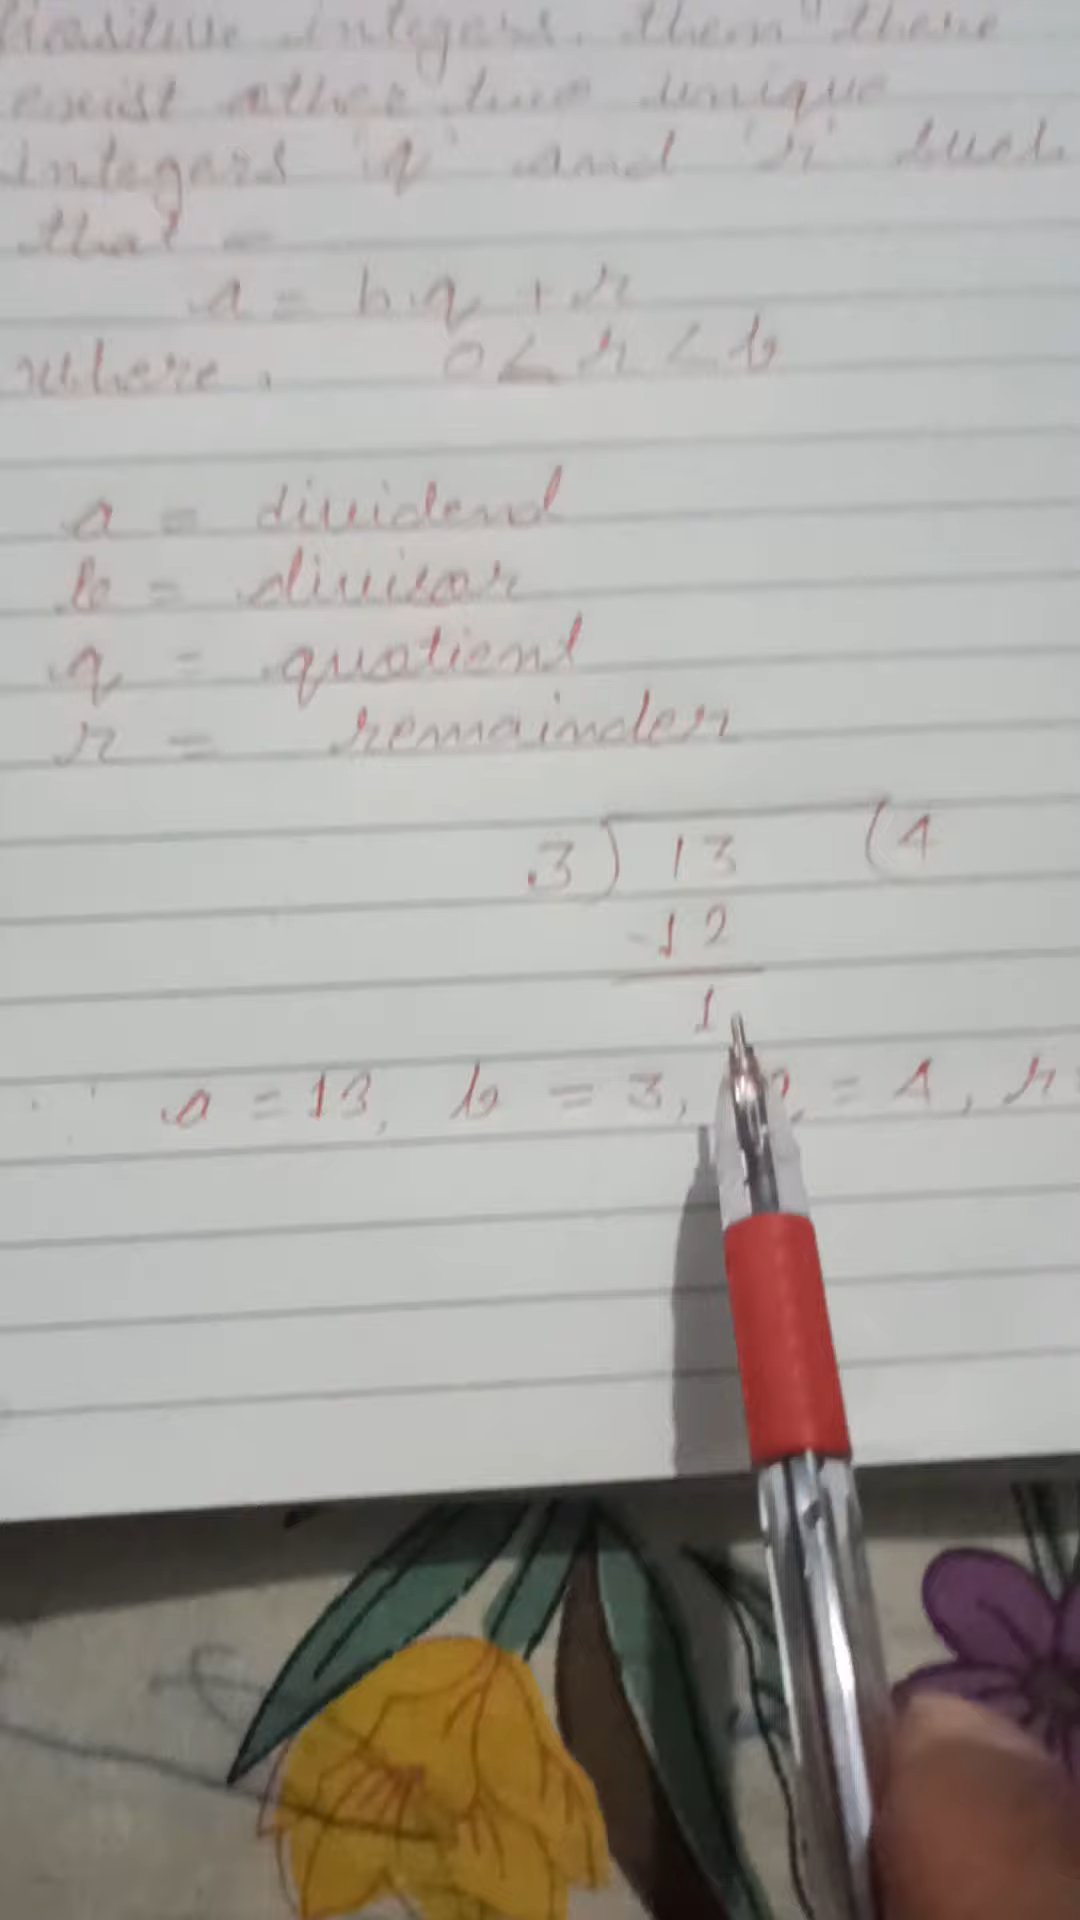 Positive integers. then there
exist other two unique
integers 'q' and 'r' such
that -
a = b.q + r
where, 0 ≤ r < b
a = dividend
b = divisor
q = quotient
r = remainder
3) 13 (4
-12
1
a = 13, b = 3, q = 4, r =